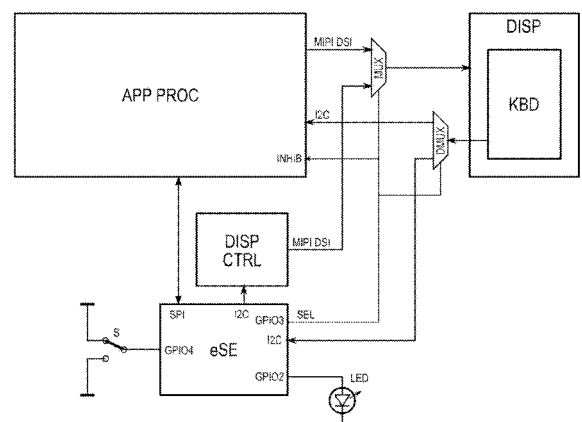 DISP
MIPI DSI
MUX
APP PROC
KBD
I2C
DMUX
INHIB
DISP
CTRL
MIPI DSI
SPI
I2C
GPIO3
SEL
S
I2C
GPIO4
eSE
GPIO2
LED